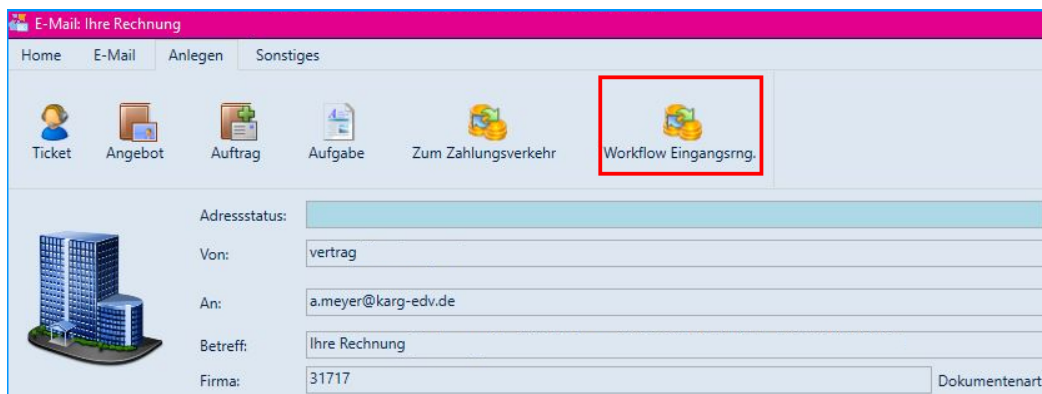 E-Mail: Ihre Rechnung
Home E-Mail Anlegen Sonstiges
Ticket Angebot Auftrag Aufgabe Zum Zahlungsverkehr Workflow Eingangsrng.
Adressstatus:
Von: vertrag
An: a.meyer@karg-edv.de
Betreff: Ihre Rechnung
Firma: 31717 Dokumentenart